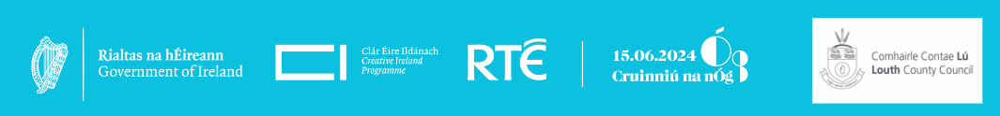 Rialtas na hÉireann
Government of Ireland
Clár Éire Ildánach
Creative Ireland
Programme
RTÉ
15.06.2024
Cruinniú na nÓg
Óg
Comhairle Contae Lú
Louth County Council